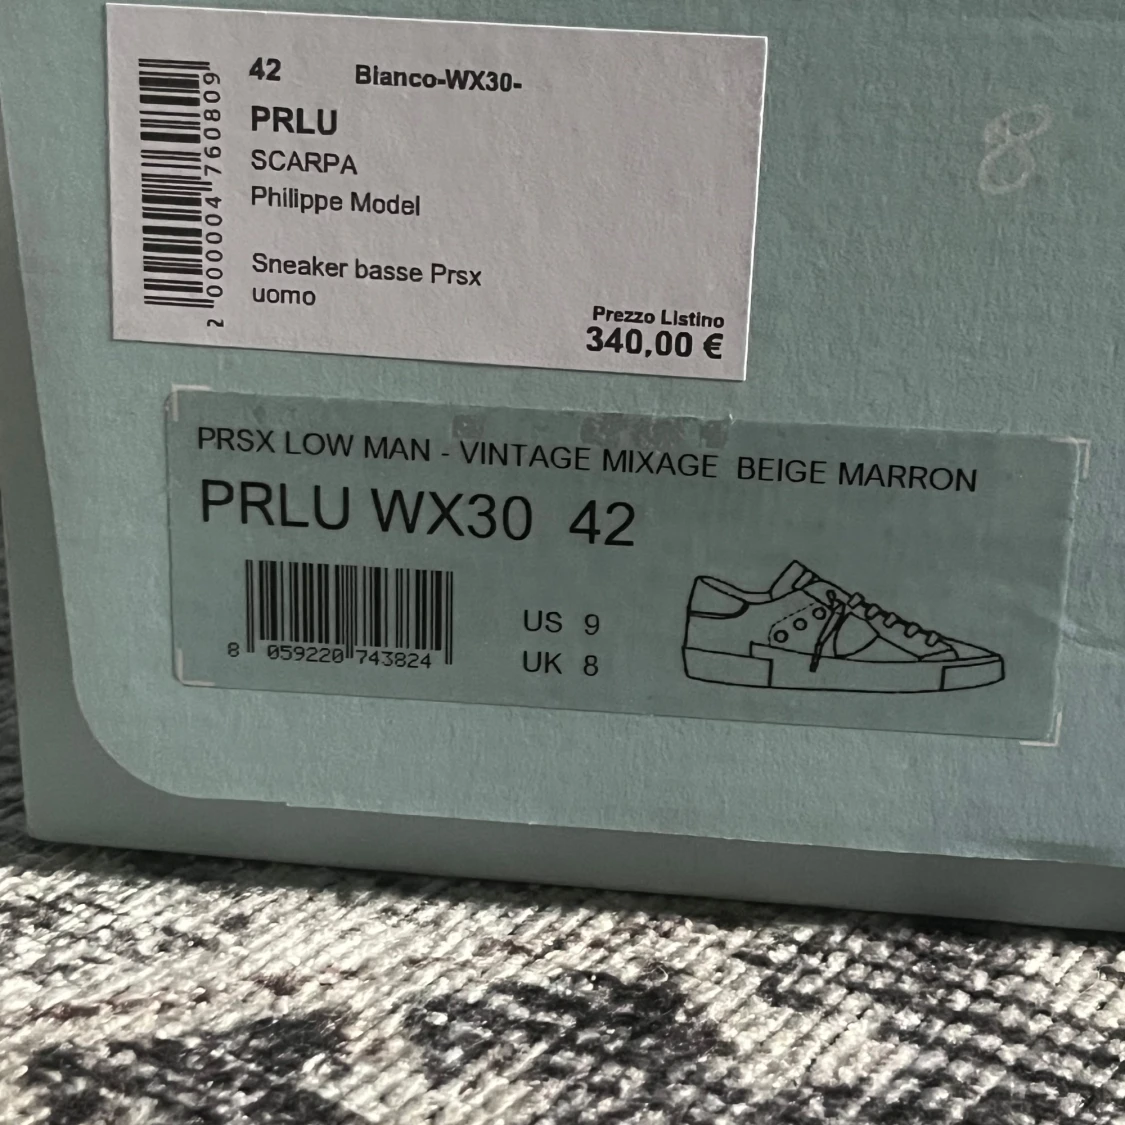 42 Bianco-WX30-
PRLU
SCARPA
Philippe Model
Sneaker basse Prsx
uomo
Prezzo Listino
340,00 €
2 000004 760809
8
PRSX LOW MAN - VINTAGE MIXAGE BEIGE MARRON
PRLU WX30 42
US 9
UK 8
8 059220 743824